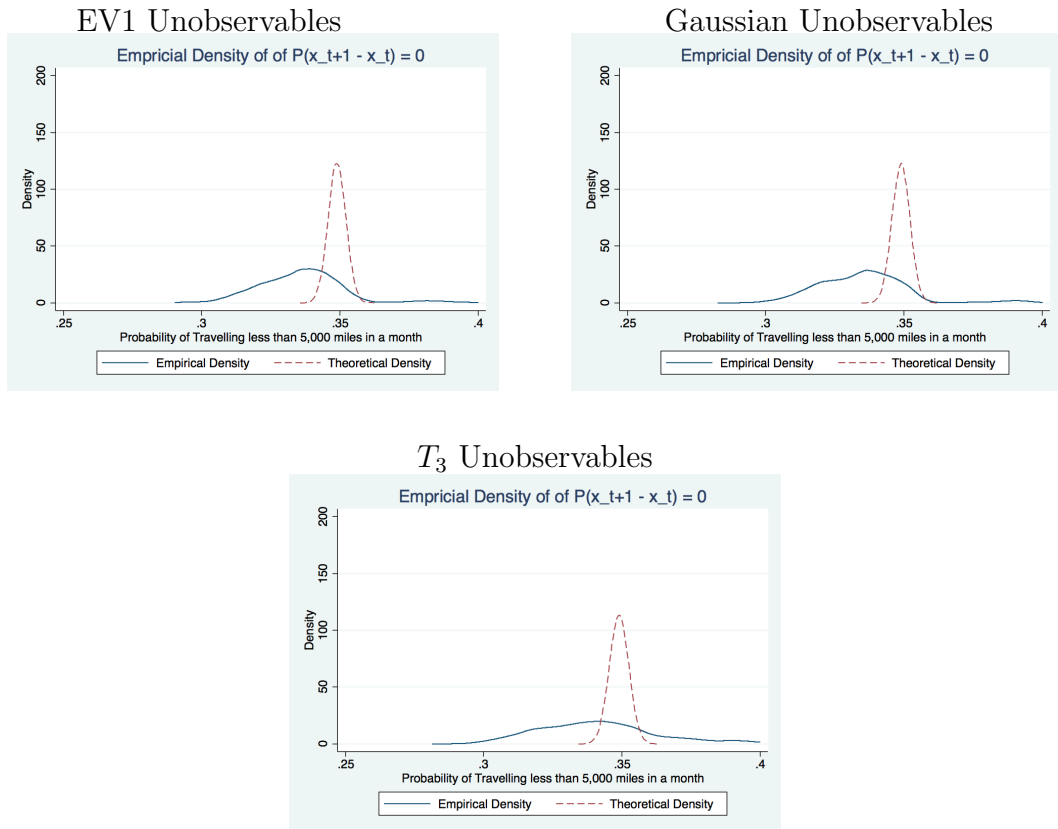 EV1 Unobservables
Empricial Density of of P(x_t+1 - x_t) = 0
200
150
100
50
0
Density
.25 .3 .35 .4
Probability of Travelling less than 5,000 miles in a month
Empirical Density Theoretical Density
Gaussian Unobservables
Empricial Density of of P(x_t+1 - x_t) = 0
200
150
100
50
0
Density
.25 .3 .35 .4
Probability of Travelling less than 5,000 miles in a month
Empirical Density Theoretical Density
T₃ Unobservables
Empricial Density of of P(x_t+1 - x_t) = 0
200
150
100
50
0
Density
.25 .3 .35 .4
Probability of Travelling less than 5,000 miles in a month
Empirical Density Theoretical Density